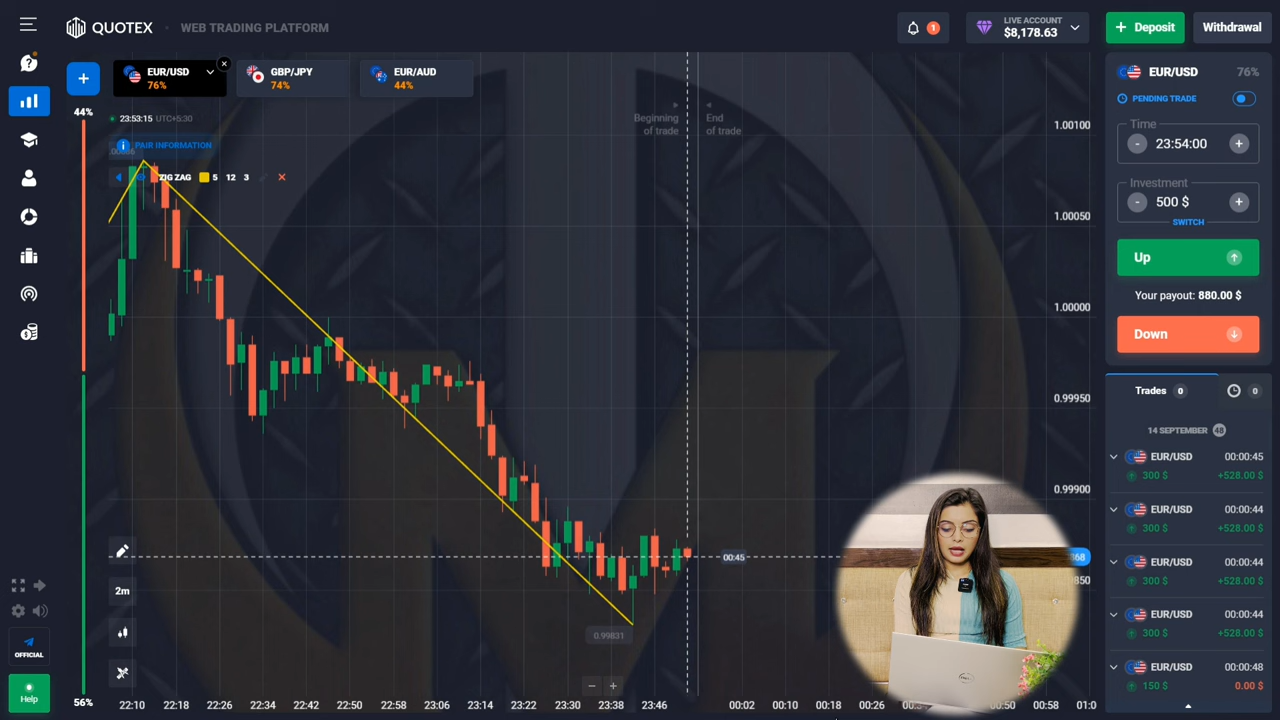 QUOTEX
WEB TRADING PLATFORM
1
LIVE ACCOUNT
$8,178.63
+ Deposit
Withdrawal
+
EUR/USD
76%
GBP/JPY
74%
EUR/AUD
44%
44%
23:53:15 UTC+5:30
PAIR INFORMATION
ZIG ZAG 5 12 3
Beginning
of trade
End
of trade
1.00100
1.00050
1.00000
0.99950
0.99900
00:45
0.99831
2m
OFFICIAL
Help
56%
22:10 22:18 22:26 22:34 22:42 22:50 22:58 23:06 23:14 23:22 23:30 23:38 23:46 00:02 00:10 00:18 00:26 00:50 00:58
EUR/USD 76%
PENDING TRADE
Time
- 23:54:00 +
Investment
- 500 $ +
SWITCH
Up
Your payout: 880.00 $
Down
Trades 0
0
14 SEPTEMBER 48
EUR/USD 00:00:45
300 $ +528.00 $
EUR/USD 00:00:44
300 $ +528.00 $
EUR/USD 00:00:44
300 $ +528.00 $
EUR/USD 00:00:44
300 $ +528.00 $
EUR/USD 00:00:48
150 $ 0.00 $
DELL